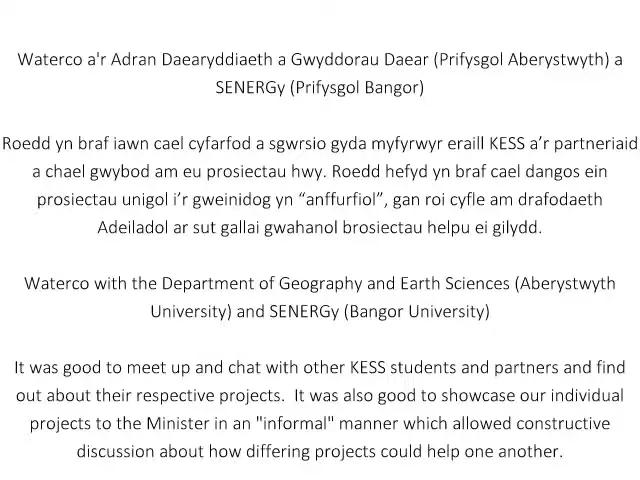 Waterco a'r Adran Daearyddiaeth a Gwyddorau Daear (Prifysgol Aberystwyth) a
SENERGy (Prifysgol Bangor)
Roedd yn braf iawn cael cyfarfod a sgwrsio gyda myfyrwyr eraill KESS a’r partneriaid
a chael gwybod am eu prosiectau hwy. Roedd hefyd yn braf cael dangos ein
prosiectau unigol i’r gweinidog yn “anffurfiol”, gan roi cyfle am drafodaeth
Adeiladol ar sut gallai gwahanol brosiectau helpu ei gilydd.
Waterco with the Department of Geography and Earth Sciences (Aberystwyth
University) and SENERGy (Bangor University)
It was good to meet up and chat with other KESS students and partners and find
out about their respective projects.  It was also good to showcase our individual
projects to the Minister in an "informal" manner which allowed constructive
discussion about how differing projects could help one another.